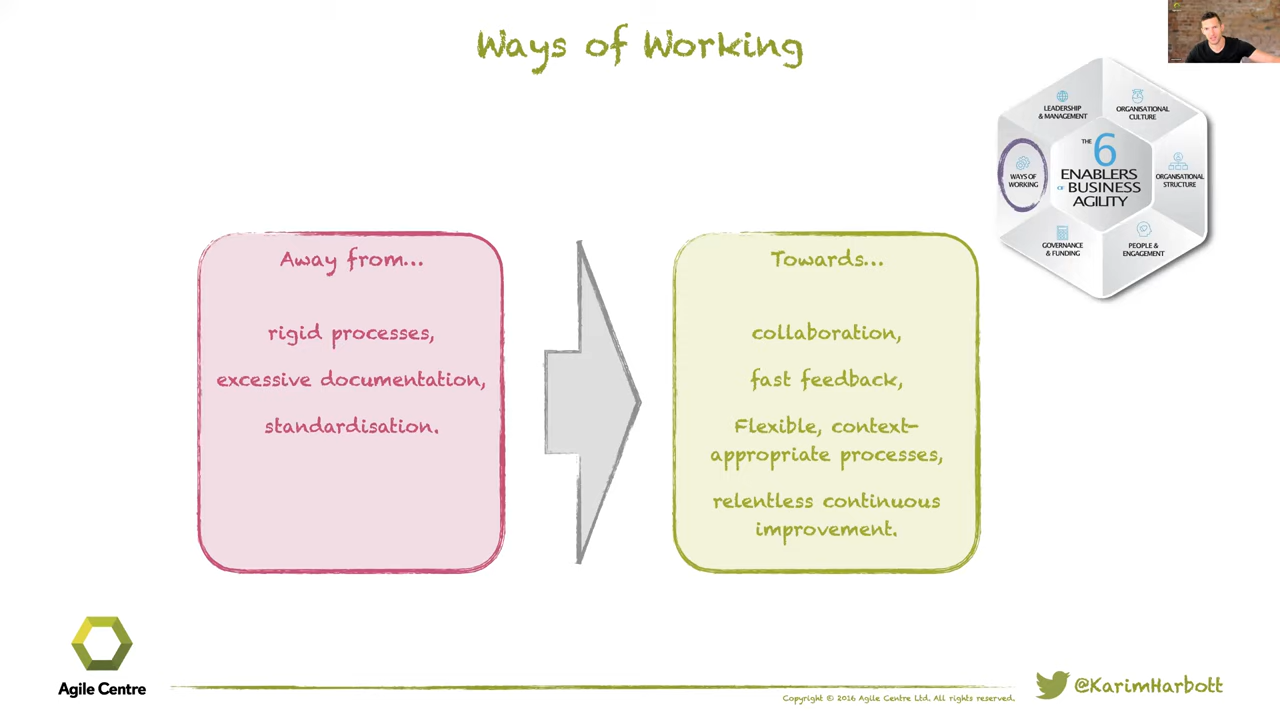 Ways of Working
LEADERSHIP
& MANAGEMENT
ORGANISATIONAL
CULTURE
WAYS OF
WORKING
THE 6
ENABLERS
OF BUSINESS
AGILITY
ORGANISATIONAL
STRUCTURE
GOVERNANCE
& FUNDING
PEOPLE &
ENGAGEMENT
Away from...
rigid processes,
excessive documentation,
standardisation.
Towards...
collaboration,
fast feedback,
Flexible, context-
appropriate processes,
relentless continuous
improvement.
Agile Centre
Copyright © 2016 Agile Centre Ltd. All rights reserved.
@KarimHarbott